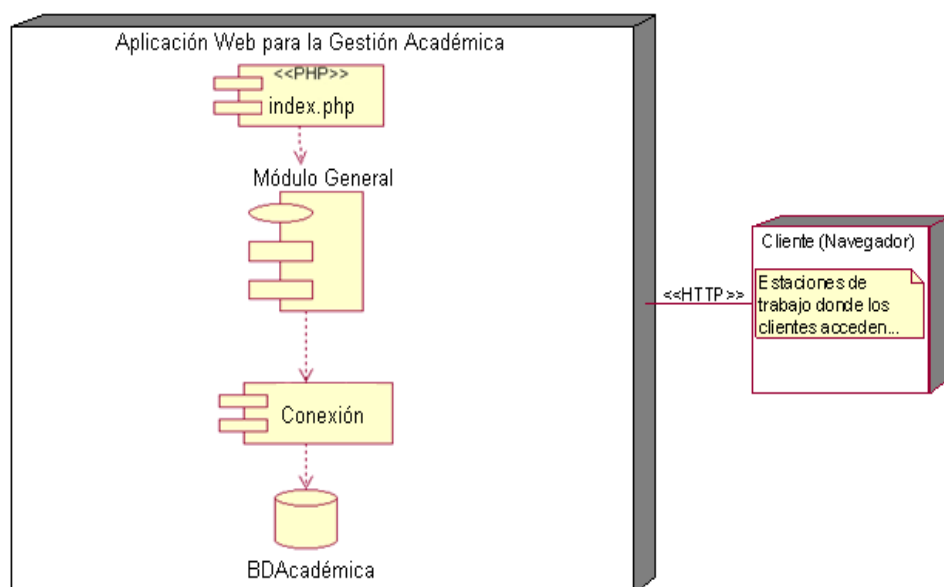 Aplicación Web para la Gestión Académica
<<PHP>>
index.php
Módulo General
Conexión
BDAcadémica
<<HTTP>>
Cliente (Navegador)
Estaciones de
trabajo donde los
clientes acceden...